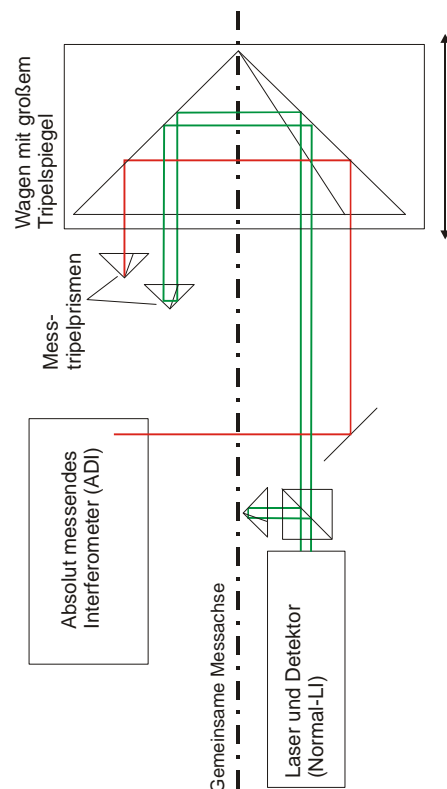 Wagen mit großem
Tripelspiegel
Mess-
tripelprismen
Absolut messendes
Interferometer (ADI)
Gemeinsame Messachse
Laser und Detektor
(Normal-LI)